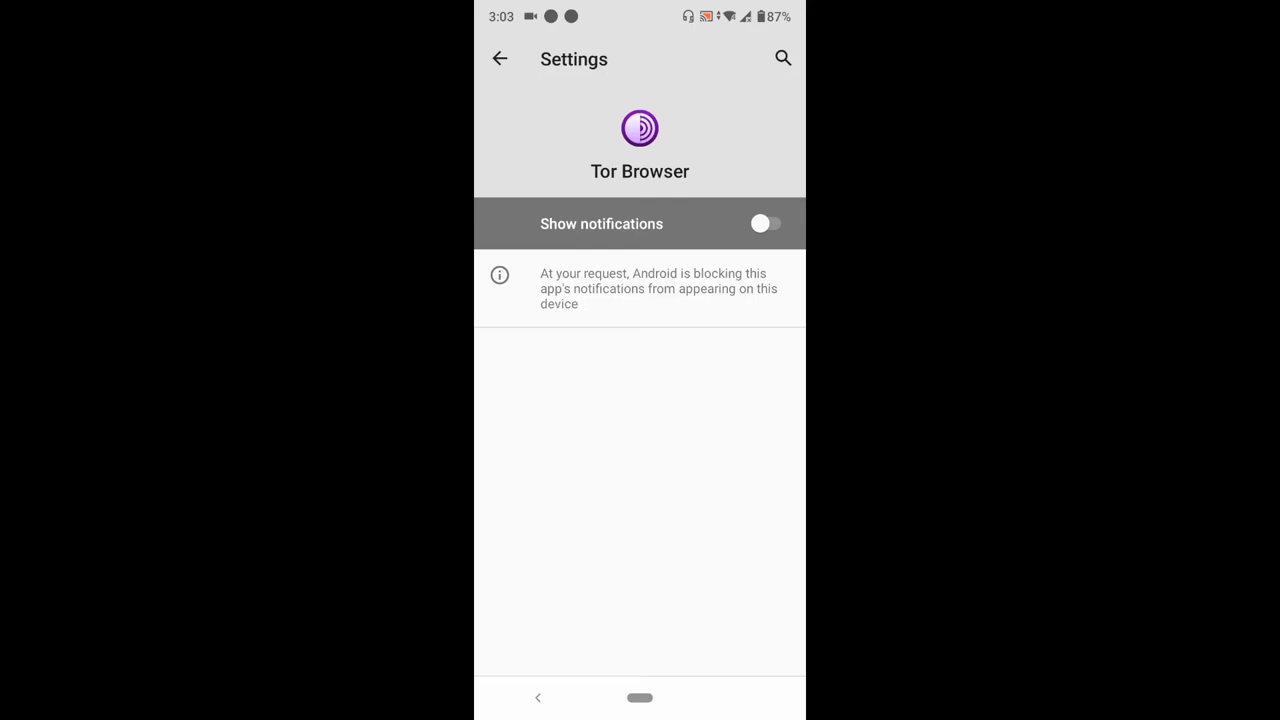 3:03
87%
Settings
Tor Browser
Show notifications
At your request, Android is blocking this
app's notifications from appearing on this
device